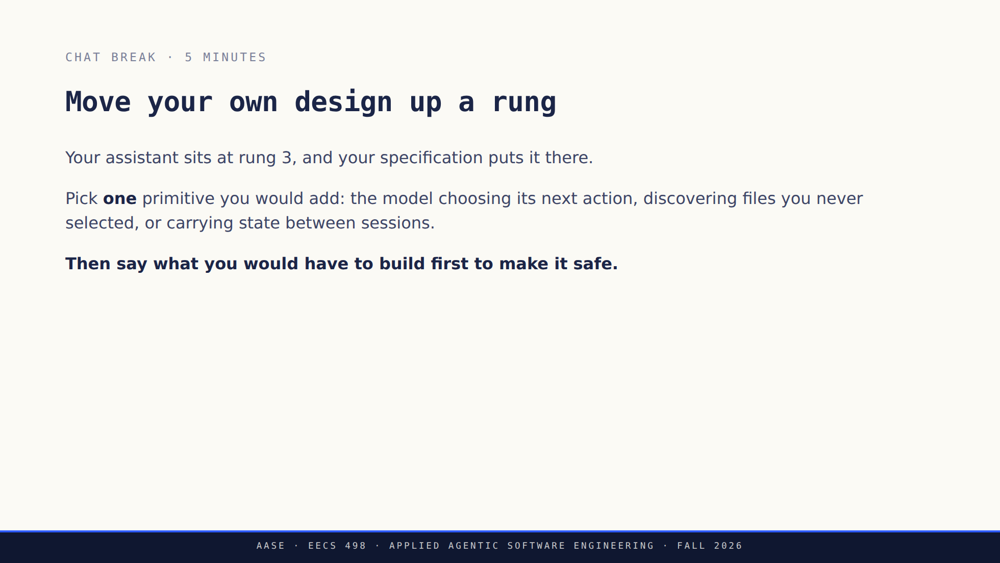 CHAT BREAK · 5 MINUTES
Move your own design up a rung
Your assistant sits at rung 3, and your specification puts it there.
Pick one primitive you would add: the model choosing its next action, discovering files you never
selected, or carrying state between sessions.
Then say what you would have to build first to make it safe.
AASE · EECS 498 · APPLIED AGENTIC SOFTWARE ENGINEERING · FALL 2026